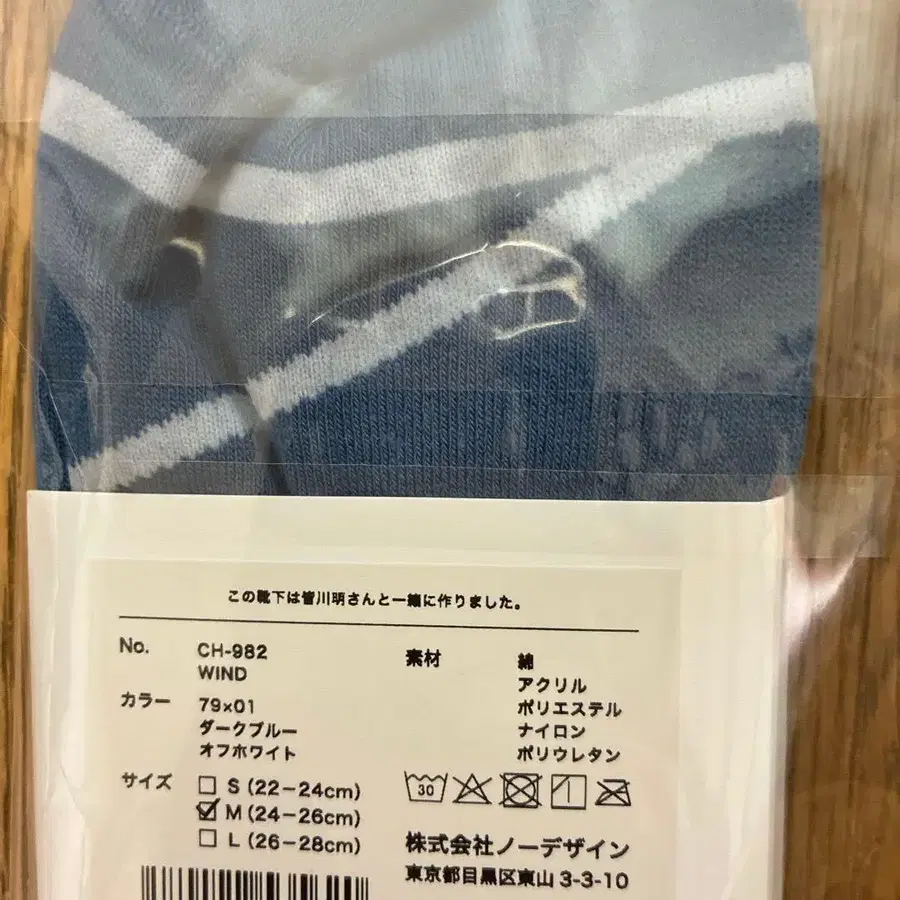 この靴下は皆川明さんと一緒に作りました。
No. CH-982
WIND
カラー 79×01
ダークブルー
オフホワイト
サイズ S (22-24cm)
M (24-26cm)
L (26-28cm)
素材 綿
アクリル
ポリエステル
ナイロン
ポリウレタン
30
株式会社ノーデザイン
東京都目黒区東山 3-3-10